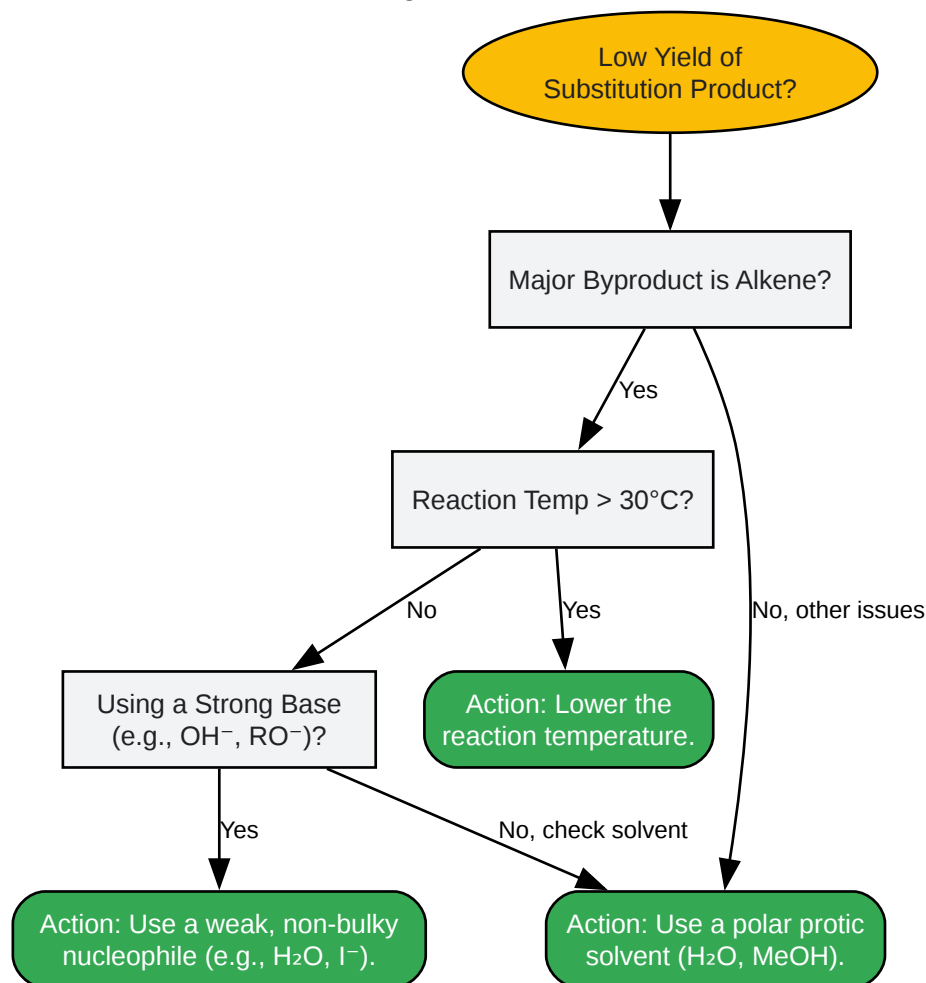 Low Yield of
Substitution Product?
Major Byproduct is Alkene?
Yes
Reaction Temp > 30°C?
No
Yes
No, other issues
Using a Strong Base
(e.g., OH⁻, RO⁻)?
Action: Lower the
reaction temperature.
Yes
No, check solvent
Action: Use a weak, non-bulky
nucleophile (e.g., H₂O, I⁻).
Action: Use a polar protic
solvent (H₂O, MeOH).